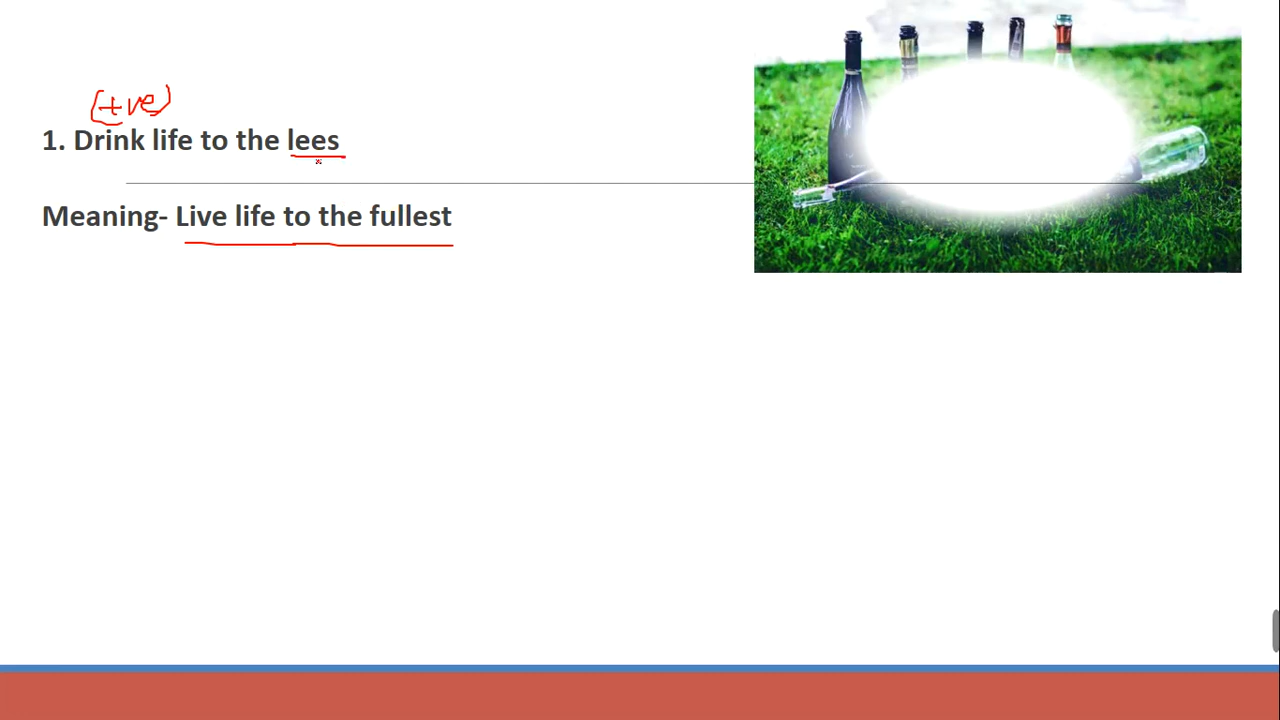 (+ve)
1. Drink life to the lees
Meaning- Live life to the fullest